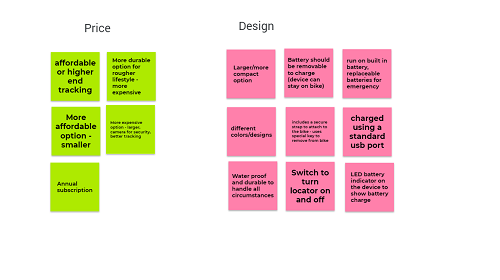 Price
affordable
or higher
end
tracking
More durable
option for
rougher
lifestyle -
more
expensive
More
affordable
option -
smaller
More expensive
option - larger,
camera for security,
better tracking
Annual
subscription
Design
Larger/more
compact
option
Battery should
be removable
to charge
(device can
stay on bike)
run on built in
battery,
replaceable
batteries for
emergency
different
colors/designs
includes a secure
strap to attach to
the bike - uses
special key to
remove from bike
charged
using a
standard
usb port
Water proof
and durable to
handle all
circumstances
Switch to
turn
locator on
and off
LED battery
indicator on
the device to
show battery
charge